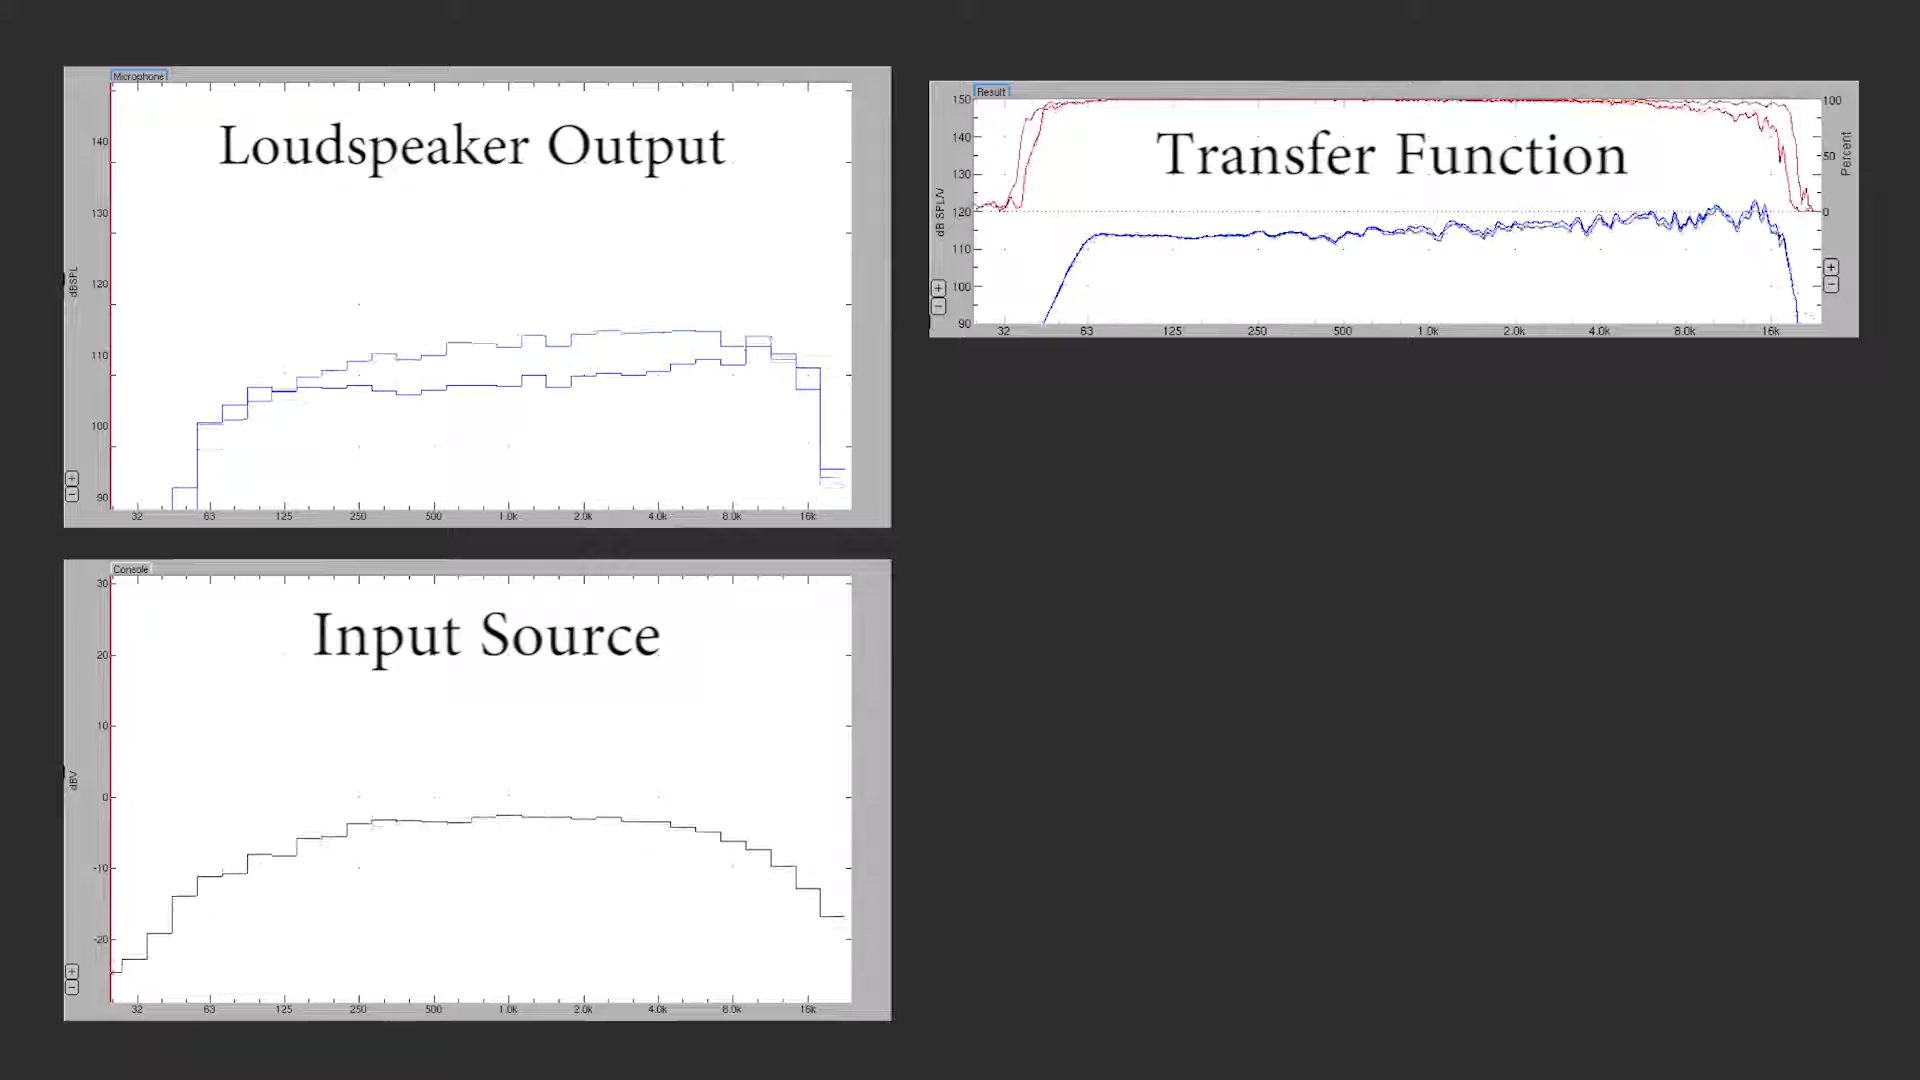 Microphone
Loudspeaker Output
dBSPL
140
130
120
110
100
90
+
−
32 63 125 250 500 1.0k 2.0k 4.0k 8.0k 16k
Result
Transfer Function
dB SPL/V
150
140
130
120
110
100
90
100
50
0
Percent
+
−
+
−
32 63 125 250 500 1.0k 2.0k 4.0k 8.0k 16k
Console
Input Source
dBV
30
20
10
0
-10
-20
+
−
32 63 125 250 500 1.0k 2.0k 4.0k 8.0k 16k